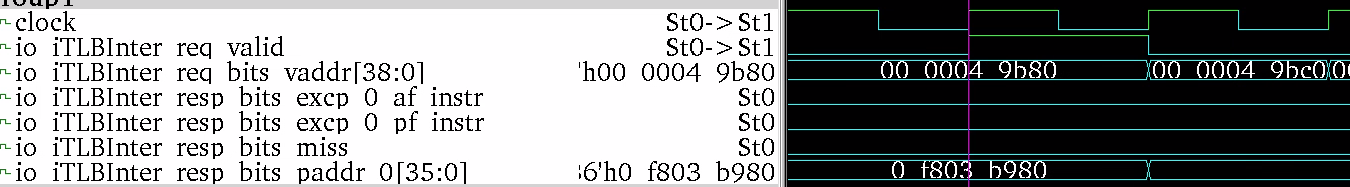 clock St0->St1
io iTLBInter req valid St0->St1
io iTLBInter req bits vaddr[38:0] 'h00 0004 9b80 00 0004 9b80 00 0004 9bc0
io iTLBInter resp bits excp 0 af instr St0
io iTLBInter resp bits excp 0 pf instr St0
io iTLBInter resp bits miss St0
io iTLBInter resp bits paddr 0[35:0] 36'h0 f803 b980 0 f803 b980